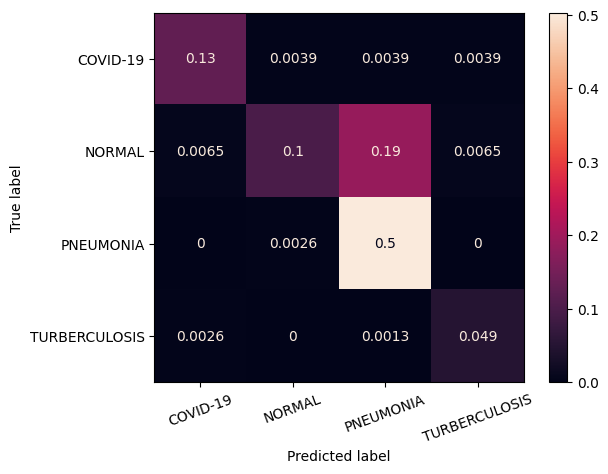 COVID-19 0.13 0.0039 0.0039 0.0039
NORMAL 0.0065 0.1 0.19 0.0065
PNEUMONIA 0 0.0026 0.5 0
TURBERCULOSIS 0.0026 0 0.0013 0.049
COVID-19 NORMAL PNEUMONIA TURBERCULOSIS
Predicted label
True label
0.5
0.4
0.3
0.2
0.1
0.0